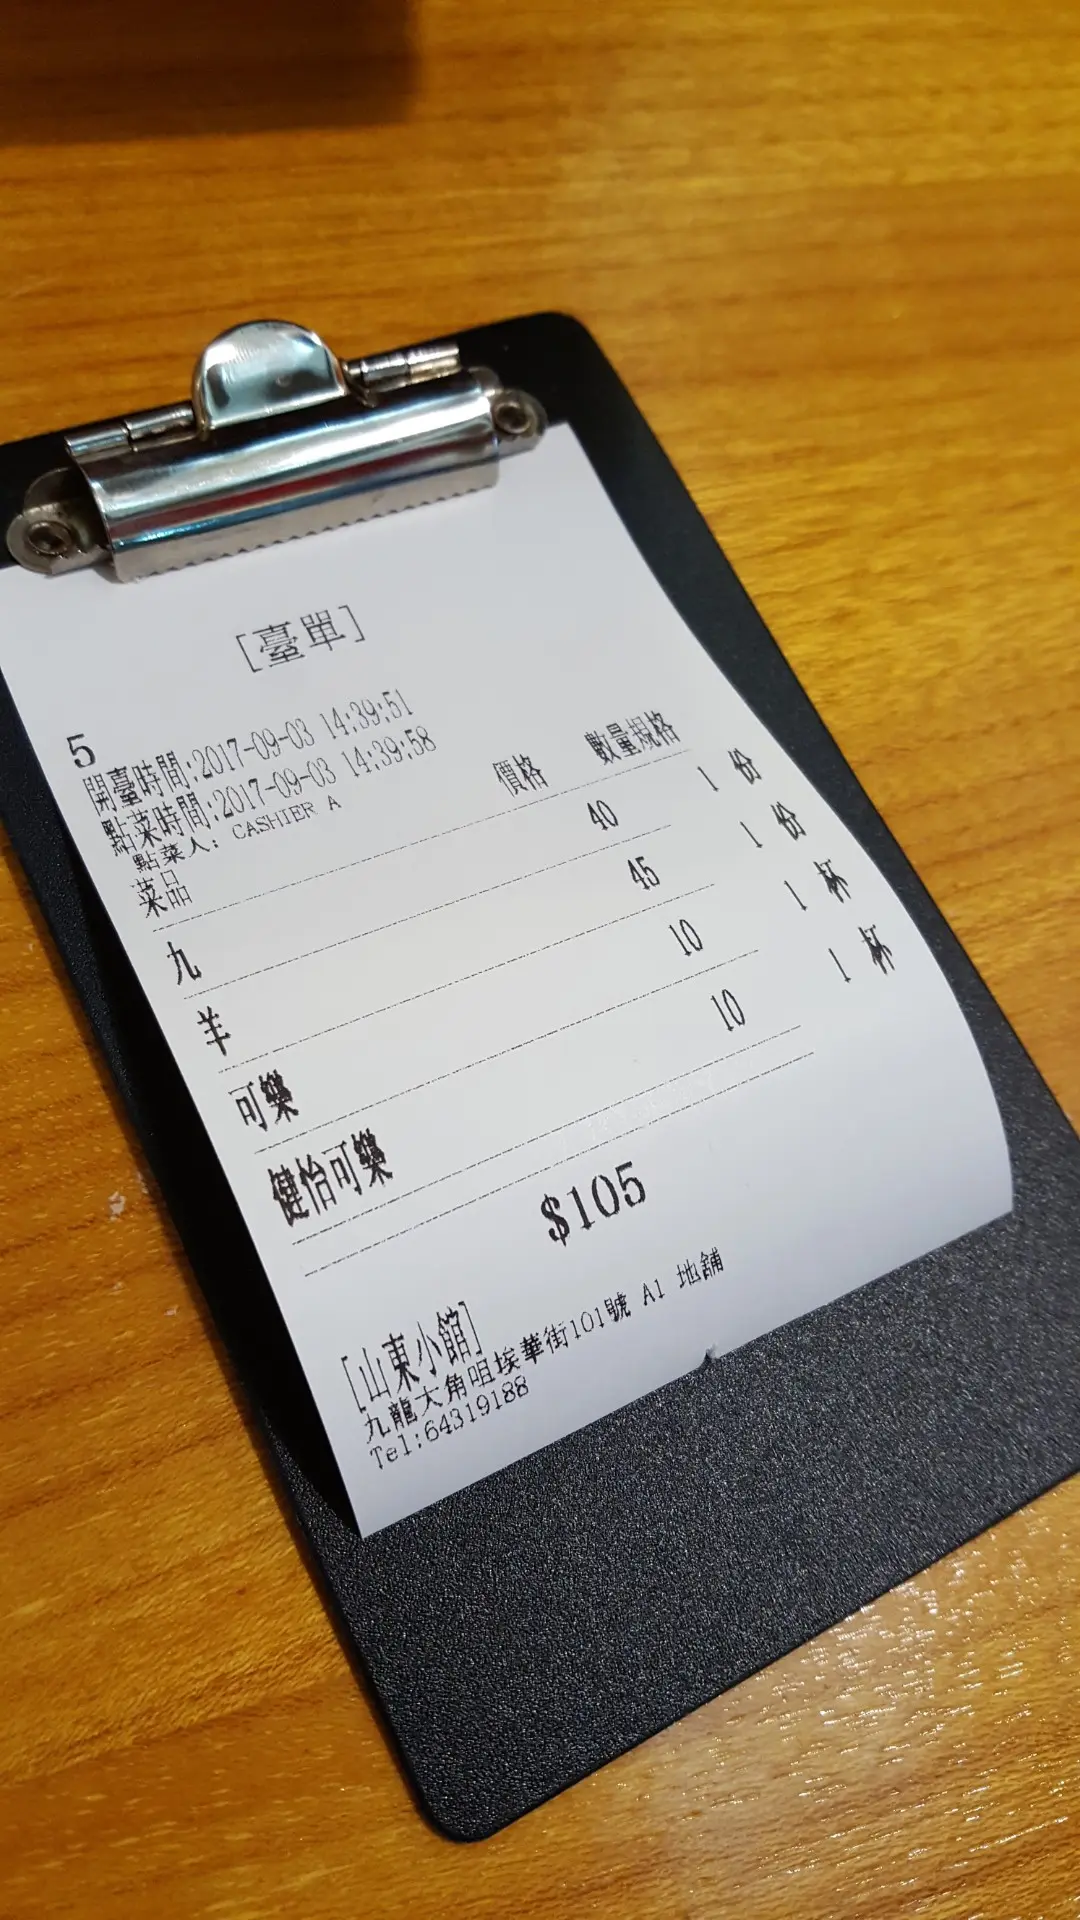 [臺單]
5
開臺時間:2017-09-03 14:39:51
點菜時間:2017-09-03 14:39:58
點菜人: CASHIER A
菜品 價格 數量規格
九 40 1 份
羊 45 1 份
可樂 10 1 杯
健怡可樂 10 1 杯
$105
[山東小館]
九龍大角咀埃華街101號 A1 地舖
Tel:64319188